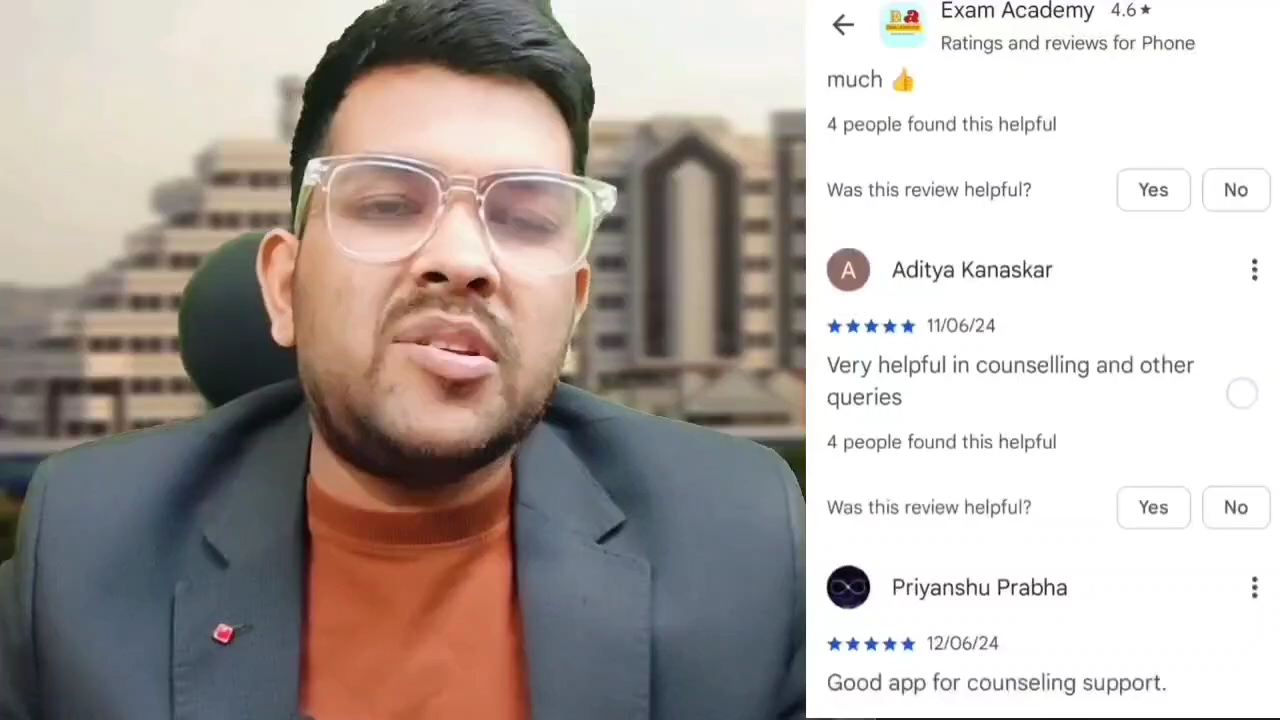 Exam Academy 4.6★
Ratings and reviews for Phone
much 👍
4 people found this helpful
Was this review helpful? Yes No
A Aditya Kanaskar
★★★★★ 11/06/24
Very helpful in counselling and other
queries
4 people found this helpful
Was this review helpful? Yes No
Priyanshu Prabha
★★★★★ 12/06/24
Good app for counseling support.